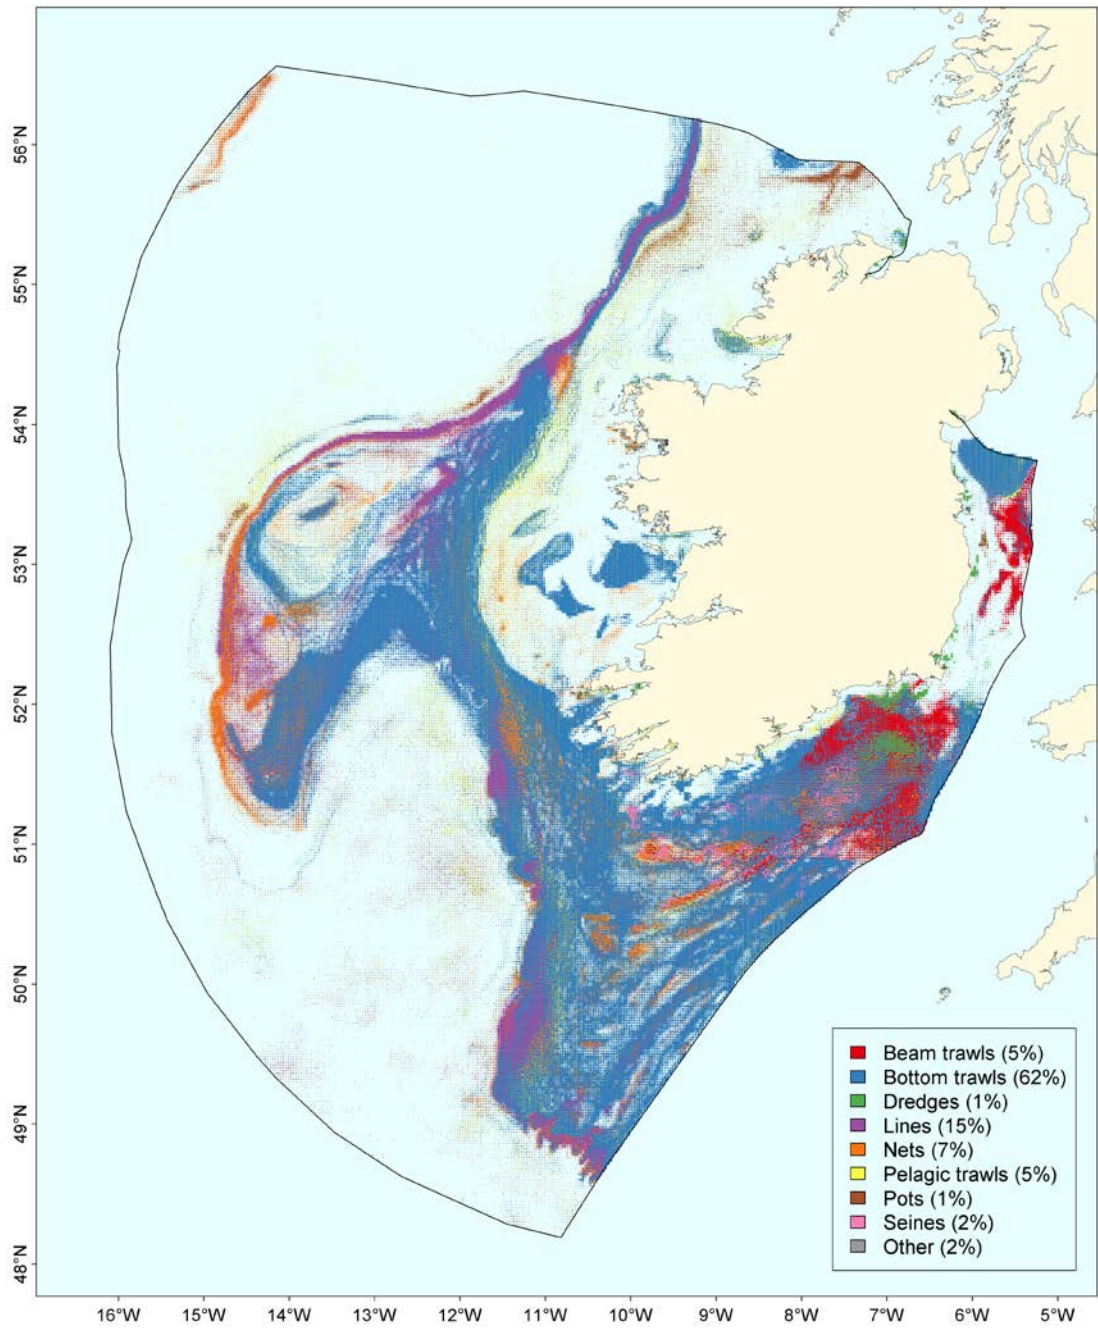 56°N
55°N
54°N
53°N
52°N
51°N
50°N
49°N
48°N
Beam trawls (5%)
Bottom trawls (62%)
Dredges (1%)
Lines (15%)
Nets (7%)
Pelagic trawls (5%)
Pots (1%)
Seines (2%)
Other (2%)
16°W 15°W 14°W 13°W 12°W 11°W 10°W 9°W 8°W 7°W 6°W 5°W